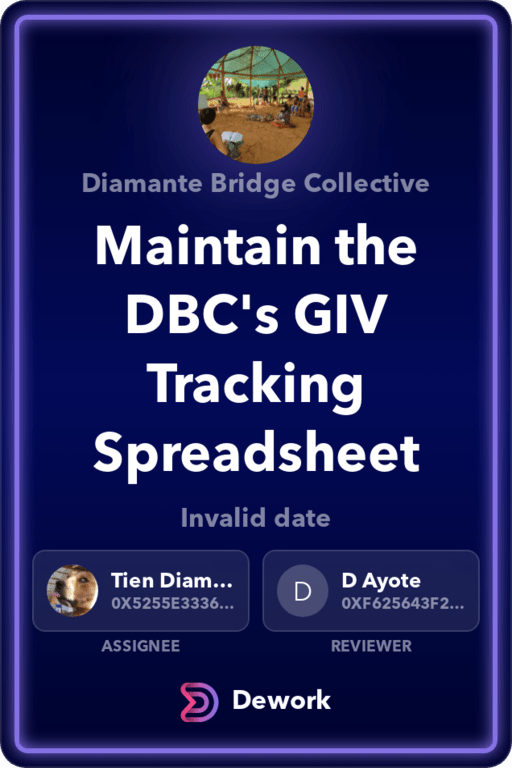 Diamante Bridge Collective
Maintain the
DBC's GIV
Tracking
Spreadsheet
Invalid date
Tien Diam...
0X5255E3336...
ASSIGNEE
D
D Ayote
0XF625643F2...
REVIEWER
Dework